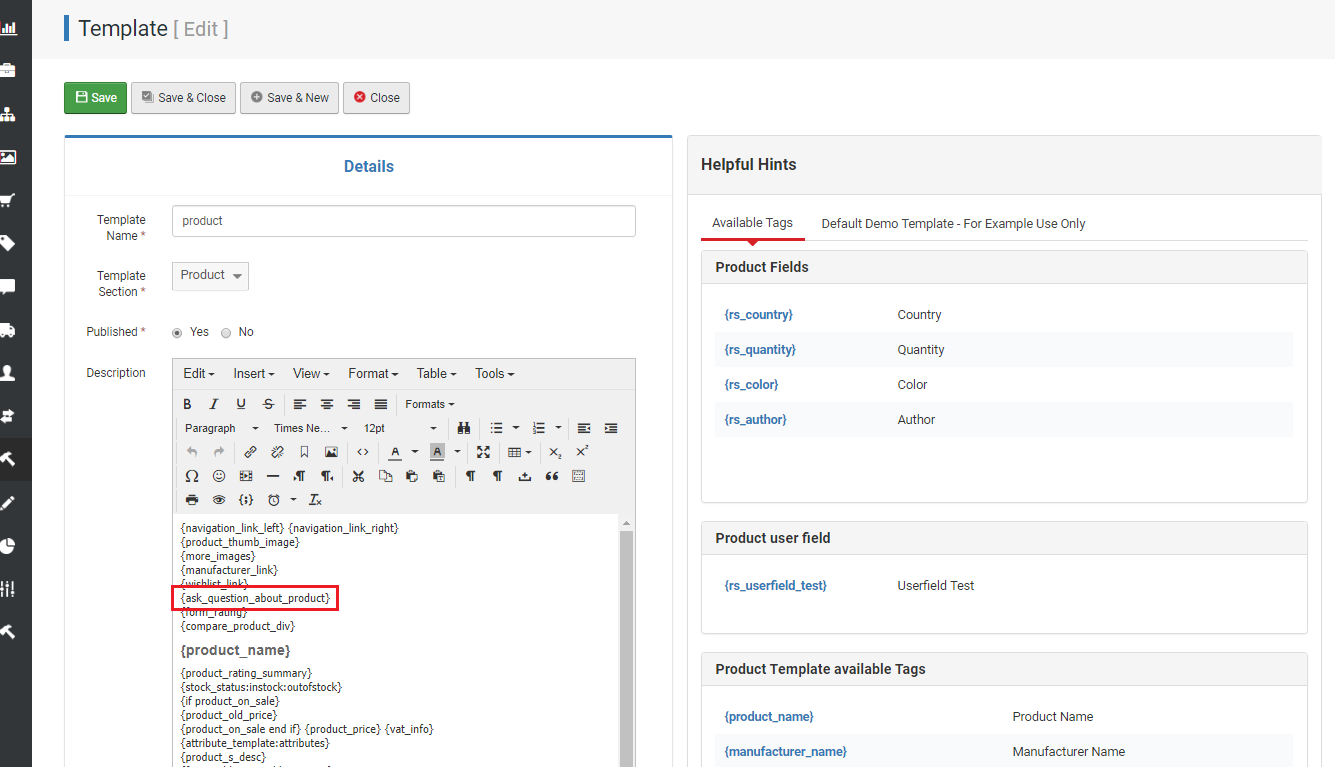 Template [ Edit ]
Save
Save & Close
Save & New
Close
Details
Template Name *
product
Template Section *
Product
Published *
Yes
No
Description
Edit Insert View Format Table Tools
B I U S Formats
Paragraph Times Ne... 12pt
{navigation_link_left} {navigation_link_right}
{product_thumb_image}
{more_images}
{manufacturer_link}
{wishlist_link}
{ask_question_about_product}
{form_rating}
{compare_product_div}
{product_name}
{product_rating_summary}
{stock_status:instock:outofstock}
{if product_on_sale}
{product_old_price}
{product_on_sale end if} {product_price} {vat_info}
{attribute_template:attributes}
{product_s_desc}
Helpful Hints
Available Tags
Default Demo Template - For Example Use Only
Product Fields
{rs_country} Country
{rs_quantity} Quantity
{rs_color} Color
{rs_author} Author
Product user field
{rs_userfield_test} Userfield Test
Product Template available Tags
{product_name} Product Name
{manufacturer_name} Manufacturer Name